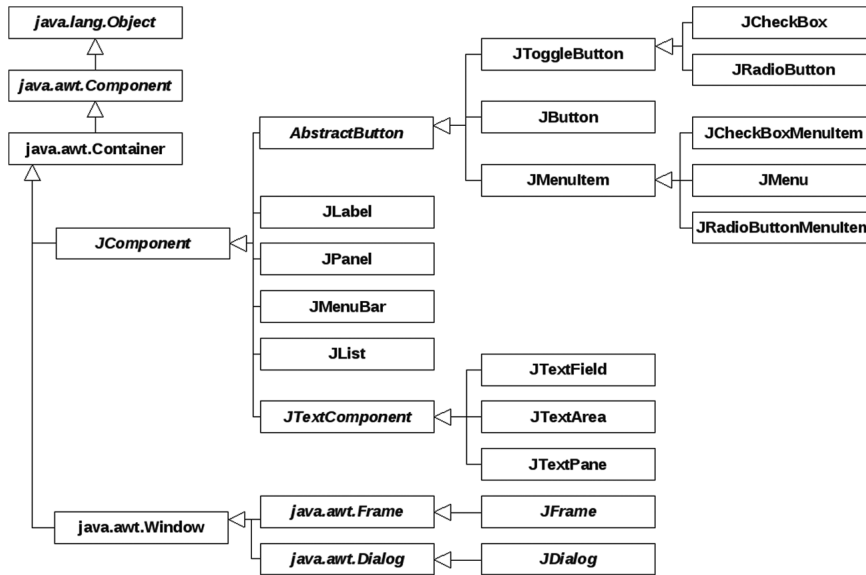 java.lang.Object
java.awt.Component
java.awt.Container
JComponent
AbstractButton
JToggleButton
JCheckBox
JRadioButton
JButton
JMenuItem
JCheckBoxMenuItem
JMenu
JRadioButtonMenuItem
JLabel
JPanel
JMenuBar
JList
JTextComponent
JTextField
JTextArea
JTextPane
java.awt.Window
java.awt.Frame
JFrame
java.awt.Dialog
JDialog